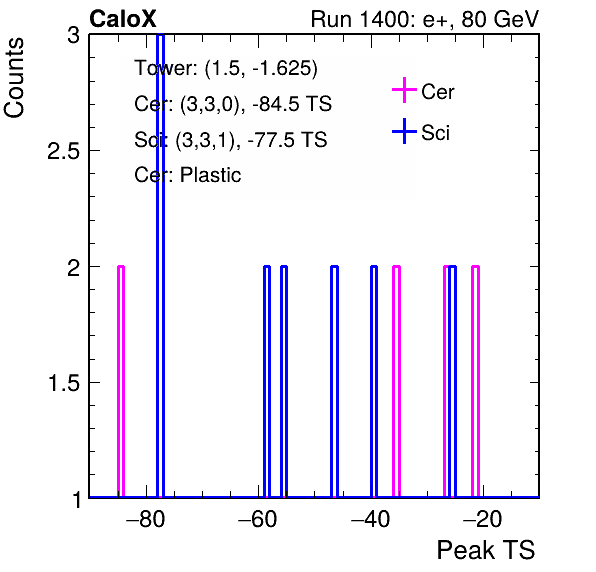 CaloX Run 1400: e+, 80 GeV
Counts
Tower: (1.5, -1.625)
Cer: (3,3,0), -84.5 TS
Sci: (3,3,1), -77.5 TS
Cer: Plastic
Cer
Sci
3
2.5
2
1.5
1
−80 −60 −40 −20
Peak TS